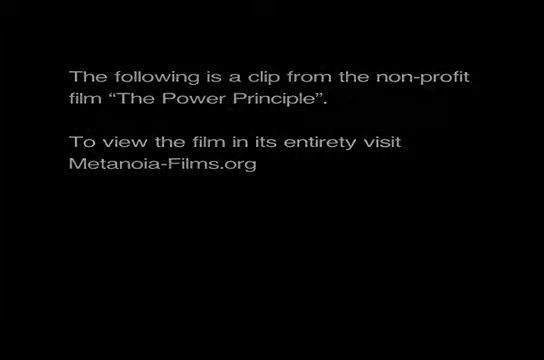 The following is a clip from the non-profit
film “The Power Principle”.
To view the film in its entirety visit
Metanoia-Films.org